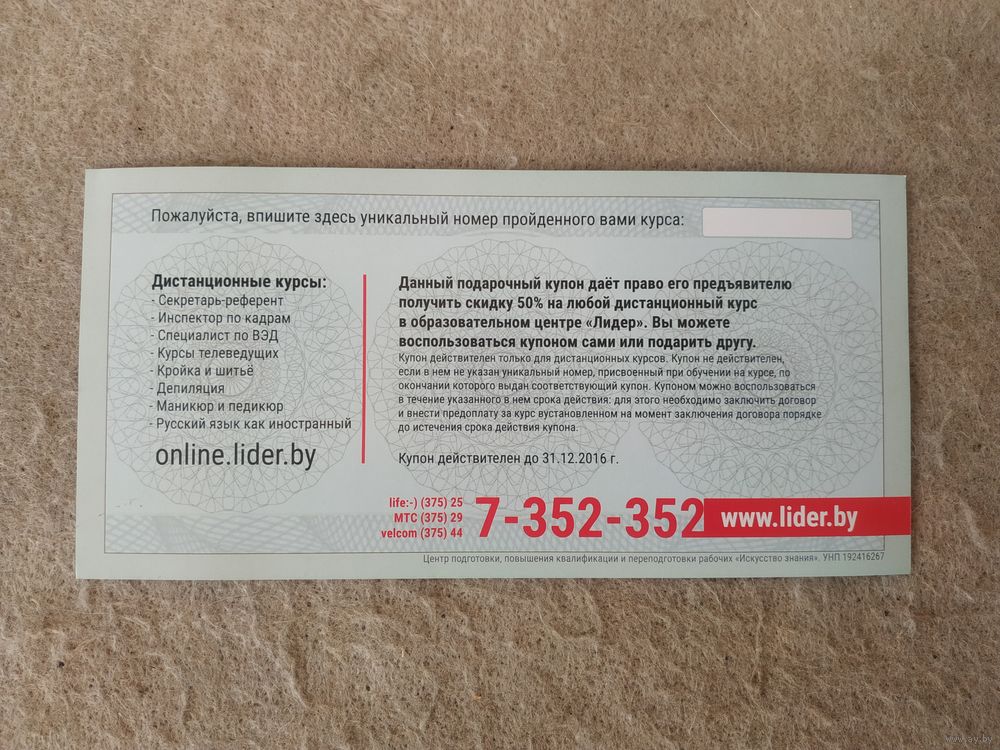 Пожалуйста, впишите здесь уникальный номер пройденного вами курса:
Дистанционные курсы:
- Секретарь-референт
- Инспектор по кадрам
- Специалист по ВЭД
- Курсы телеведущих
- Кройка и шитьё
- Депиляция
- Маникюр и педикюр
- Русский язык как иностранный
online.lider.by
Данный подарочный купон даёт право его предъявителю
получить скидку 50% на любой дистанционный курс
в образовательном центре «Лидер». Вы можете
воспользоваться купоном сами или подарить другу.
Купон действителен только для дистанционных курсов. Купон не действителен,
если в нем не указан уникальный номер, присвоенный при обучении на курсе, по
окончании которого выдан соответствующий купон. Купоном можно воспользоваться
в течение указанного в нем срока действия: для этого необходимо заключить договор
и внести предоплату за курс вустановленном на момент заключения договора порядке
до истечения срока действия купона.
Купон действителен до 31.12.2016 г.
life:-) (375) 25
МТС (375) 29
velcom (375) 44
7-352-352
www.lider.by
Центр подготовки, повышения квалификации и переподготовки рабочих «Искусство знания». УНП 192416267
www.ay.by